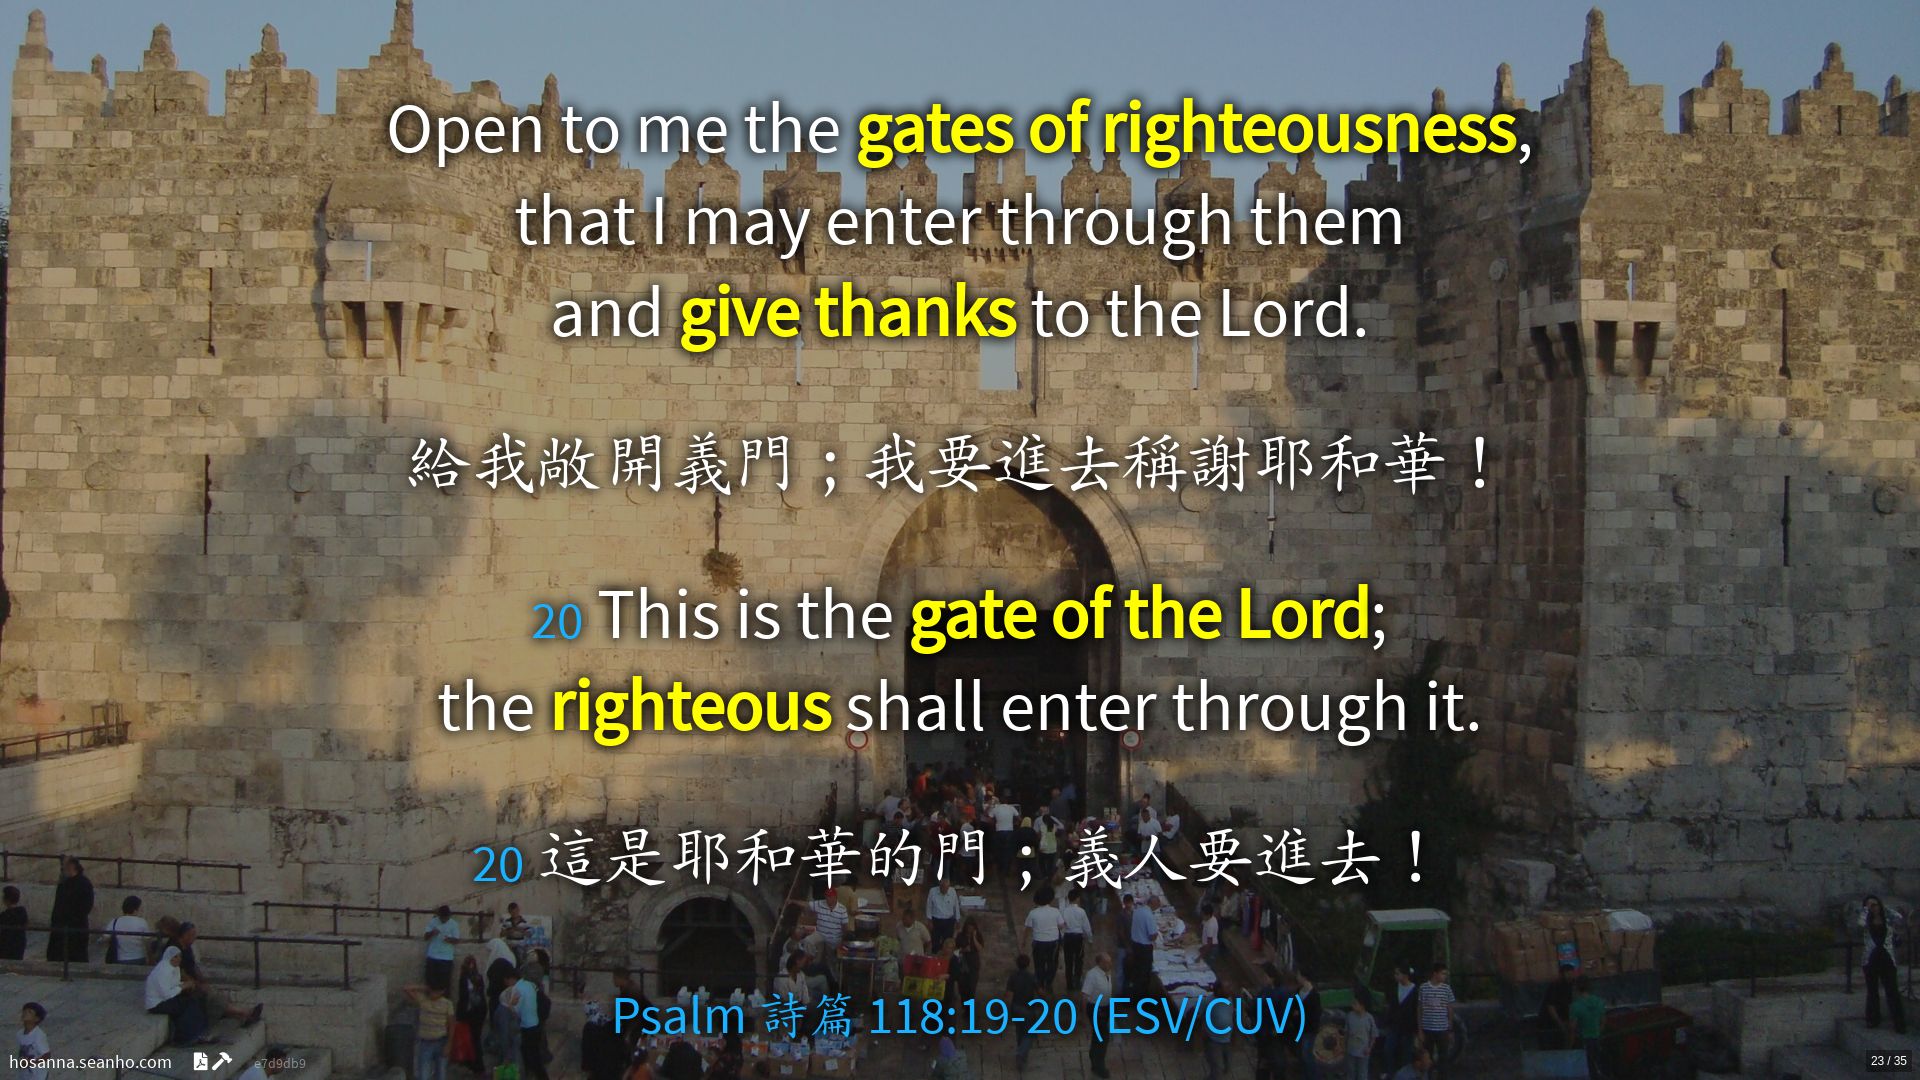 Open to me the gates of righteousness,
that I may enter through them
and give thanks to the Lord.
給我敞開義門；我要進去稱謝耶和華！
20 This is the gate of the Lord;
the righteous shall enter through it.
20 這是耶和華的門；義人要進去！
Psalm 詩篇 118:19-20 (ESV/CUV)
hosanna.seanho.com e7d9db9
23 / 35